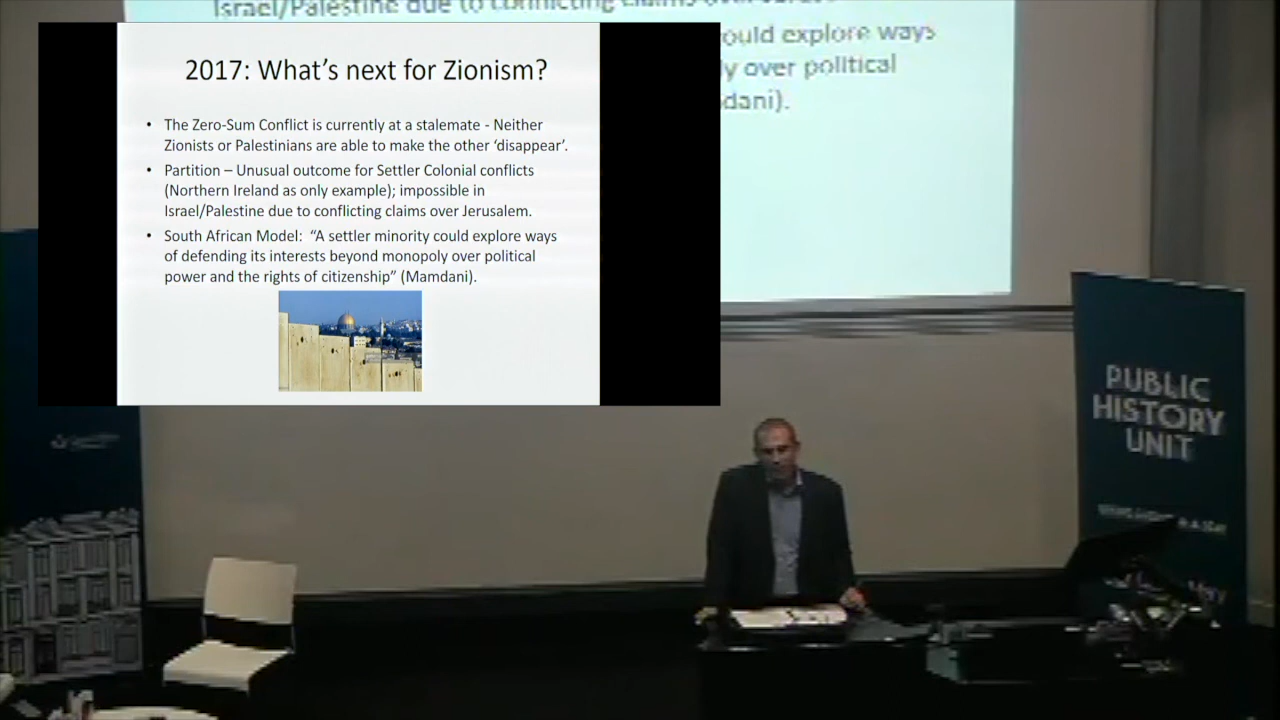 Israel/Palestine due to conflicting claims over
ould explore ways
y over political
dani).
2017: What's next for Zionism?
• The Zero-Sum Conflict is currently at a stalemate - Neither
Zionists or Palestinians are able to make the other 'disappear'.
• Partition – Unusual outcome for Settler Colonial conflicts
(Northern Ireland as only example); impossible in
Israel/Palestine due to conflicting claims over Jerusalem.
• South African Model: "A settler minority could explore ways
of defending its interests beyond monopoly over political
power and the rights of citizenship" (Mamdani).
PUBLIC
HISTORY
UNIT